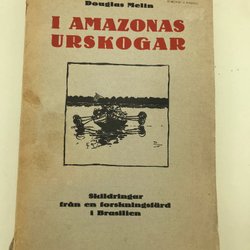 Douglas Melin
I AMAZONAS
URSKOGAR
Skildringar
från en forskningsfärd
i Brasilien